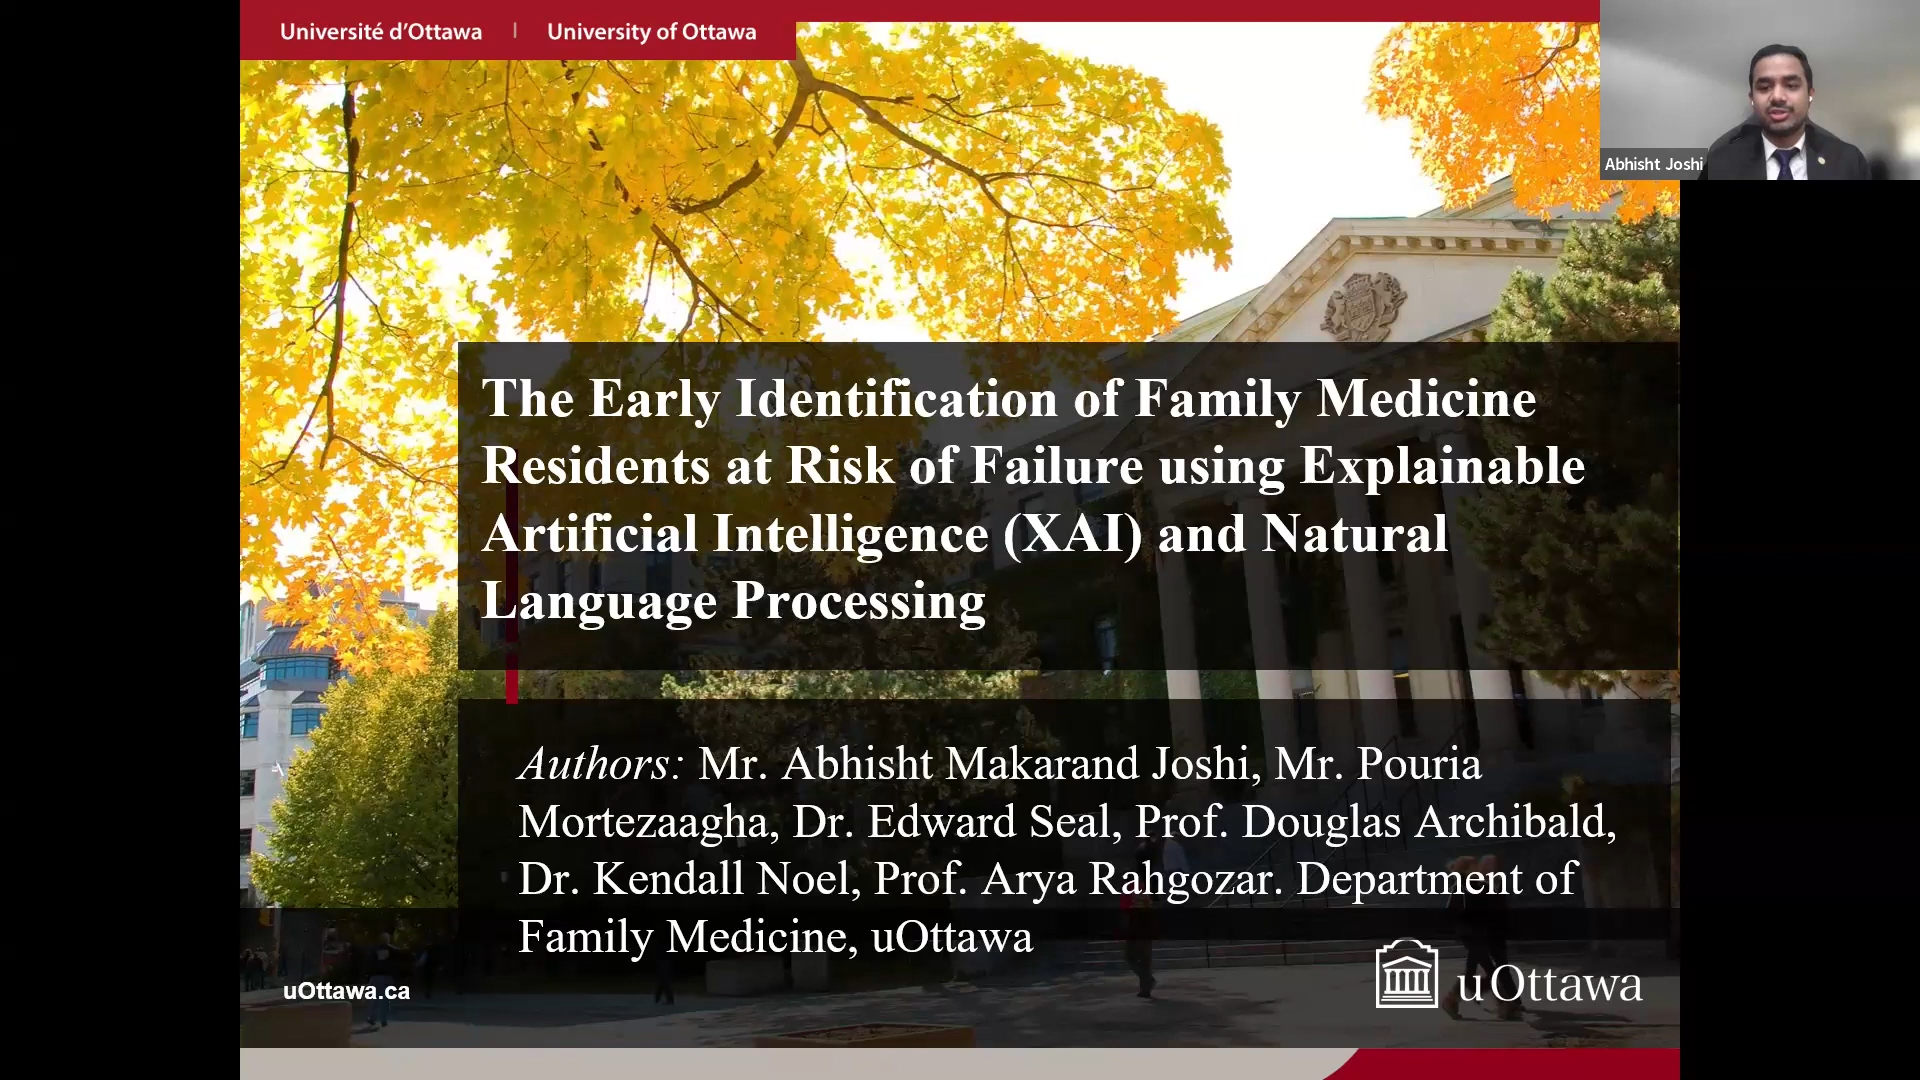 Université d'Ottawa | University of Ottawa
Abhisht Joshi
The Early Identification of Family Medicine
Residents at Risk of Failure using Explainable
Artificial Intelligence (XAI) and Natural
Language Processing
Authors: Mr. Abhisht Makarand Joshi, Mr. Pouria
Mortezaagha, Dr. Edward Seal, Prof. Douglas Archibald,
Dr. Kendall Noel, Prof. Arya Rahgozar. Department of
Family Medicine, uOttawa
uOttawa.ca
uOttawa